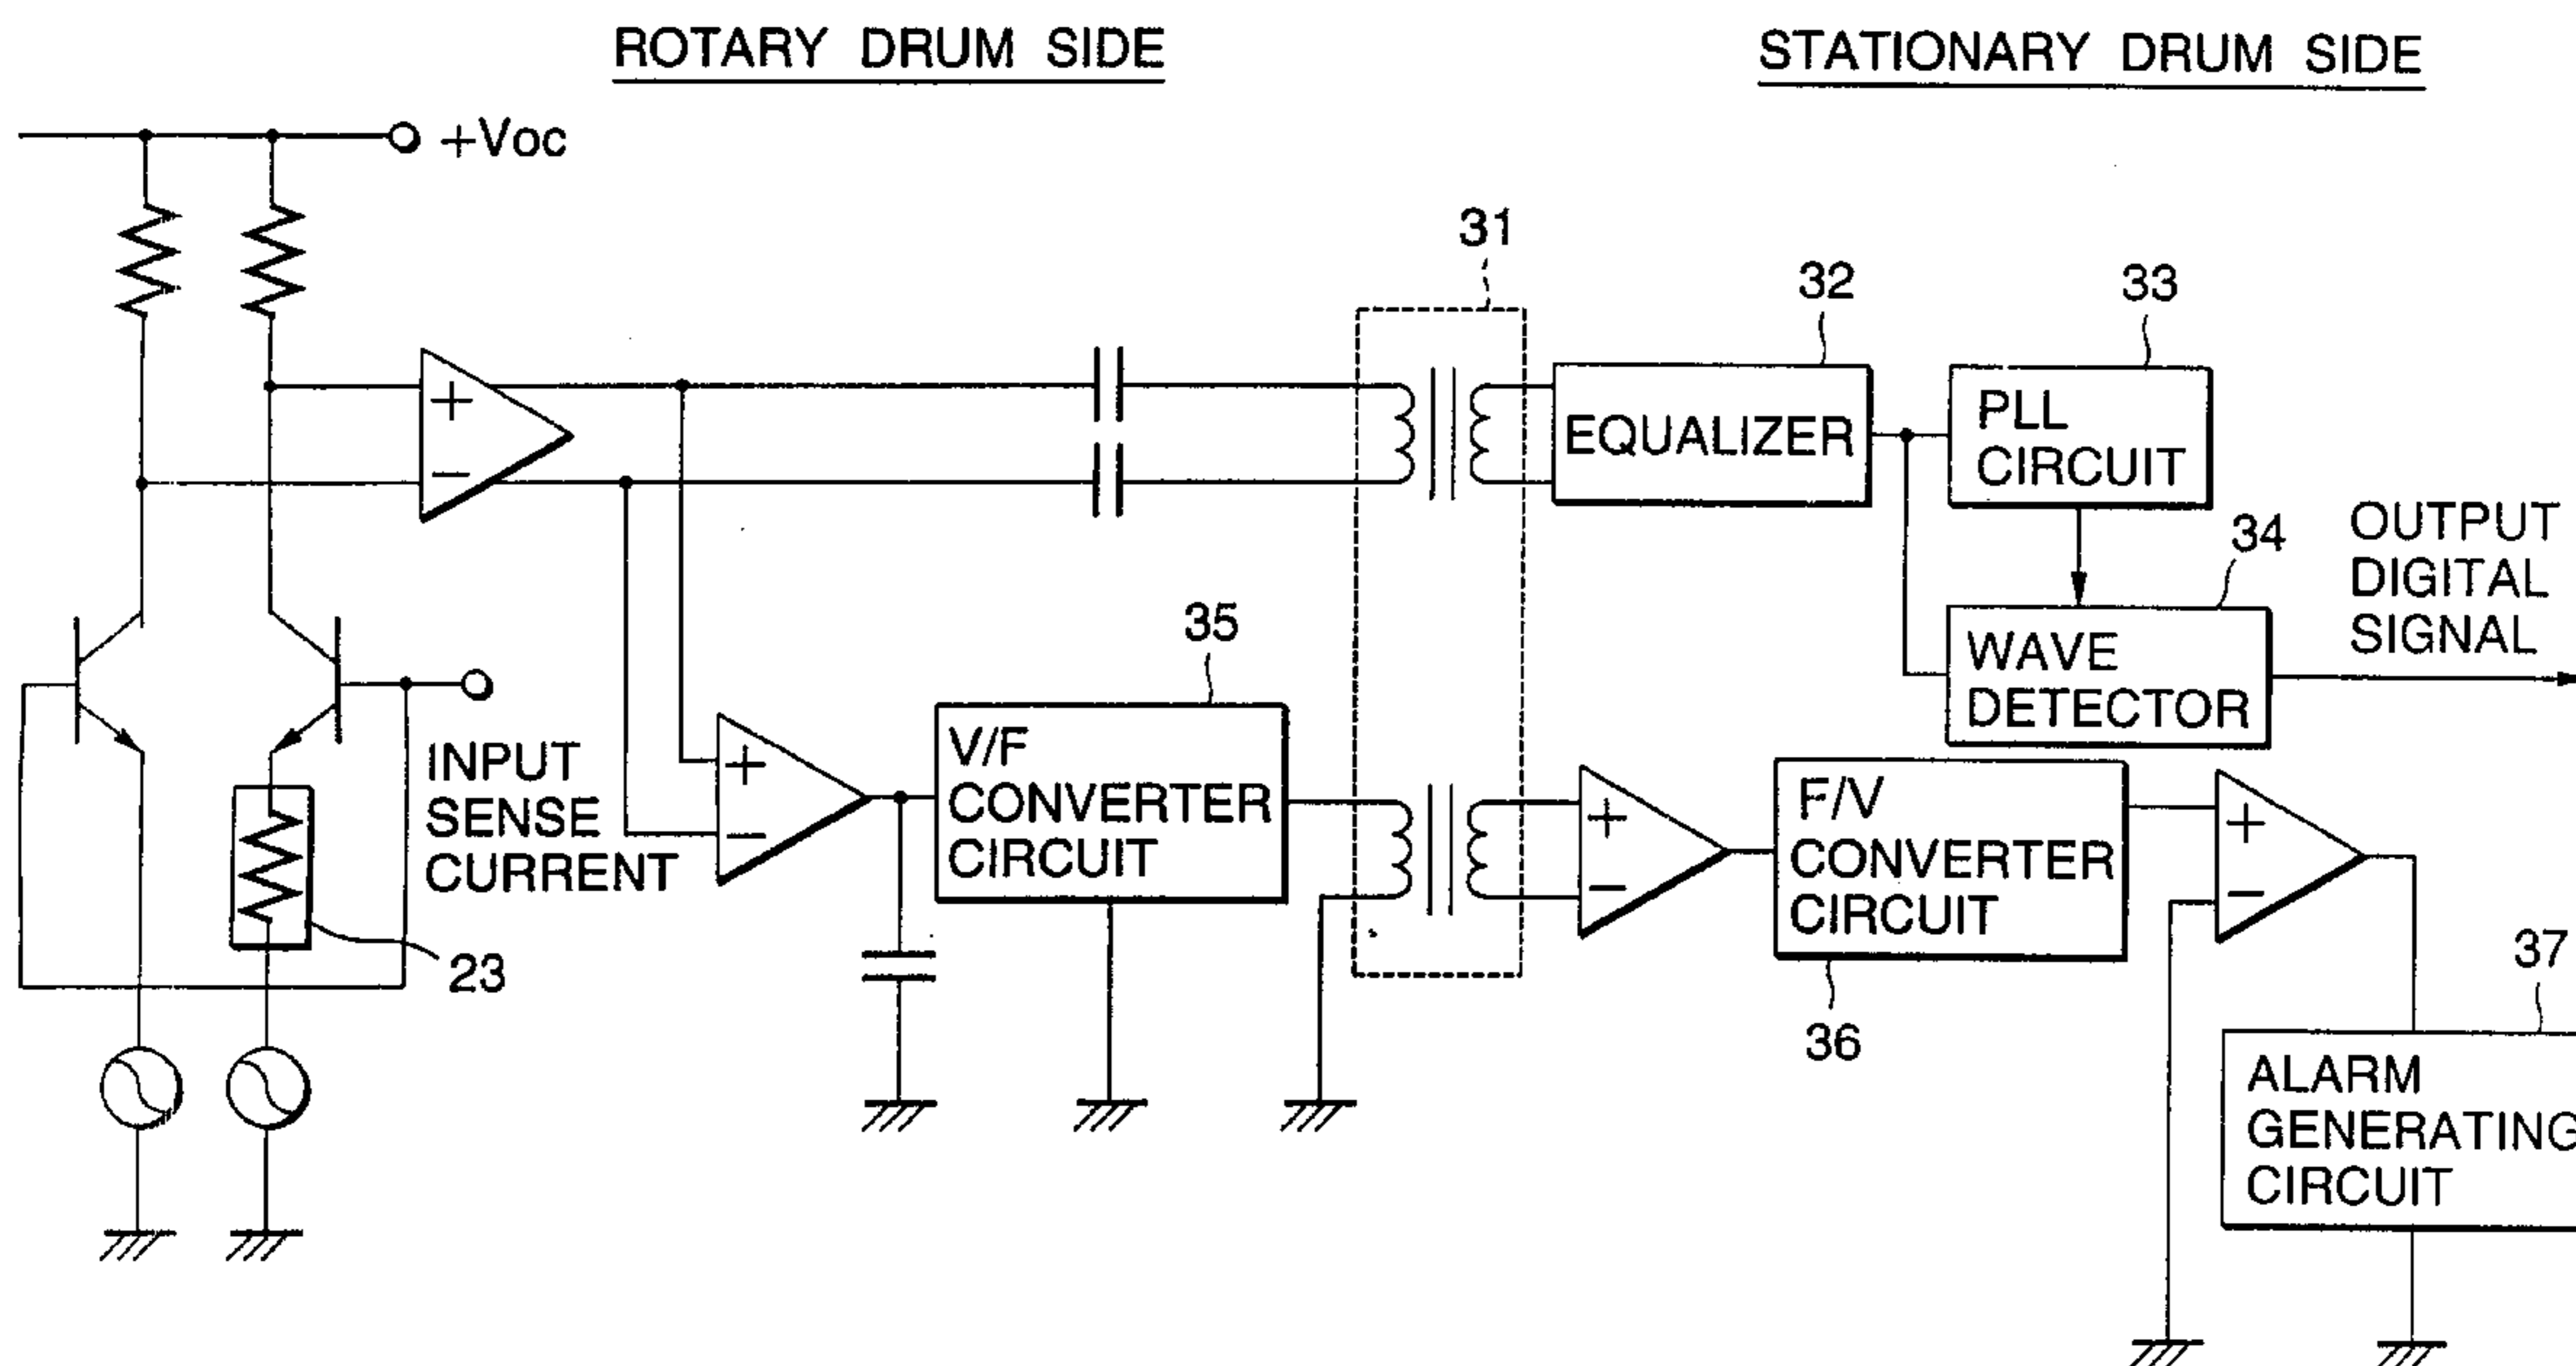 ROTARY DRUM SIDE
STATIONARY DRUM SIDE
+Voc
31
32
33
+
−
EQUALIZER
PLL
CIRCUIT
34
OUTPUT
DIGITAL
SIGNAL
WAVE
DETECTOR
35
INPUT
SENSE
CURRENT
23
+
−
V/F
CONVERTER
CIRCUIT
+
−
F/V
CONVERTER
CIRCUIT
36
+
−
37
ALARM
GENERATING
CIRCUIT